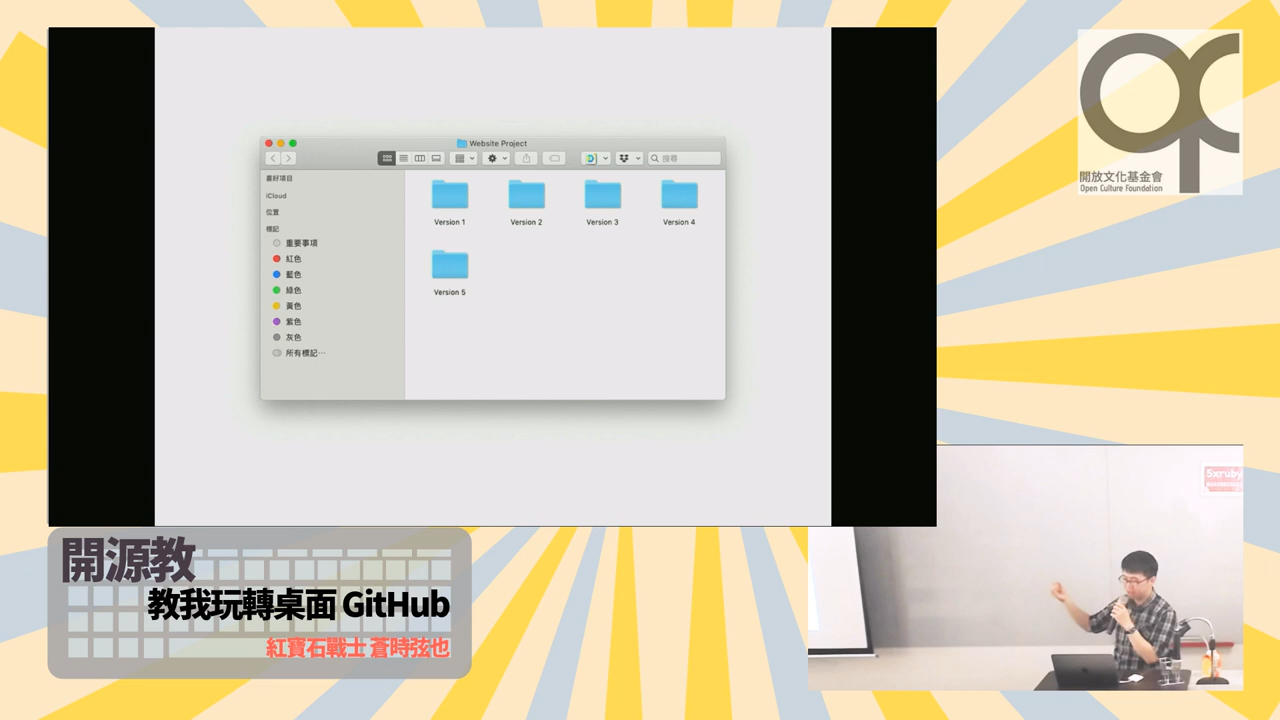 Website Project
搜尋
喜好項目
iCloud
位置
標記
重要事項
紅色
藍色
綠色
黃色
紫色
灰色
所有標記…
Version 1
Version 2
Version 3
Version 4
Version 5
開放文化基金會
Open Culture Foundation
5xruby
開源教
教我玩轉桌面 GitHub
紅寶石戰士 蒼時弦也